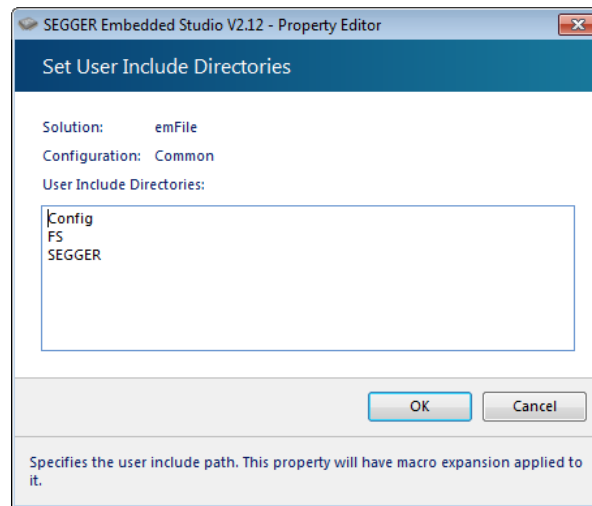 SEGGER Embedded Studio V2.12 - Property Editor
Set User Include Directories
Solution: emFile
Configuration: Common
User Include Directories:
Config
FS
SEGGER
OK Cancel
Specifies the user include path. This property will have macro expansion applied to
it.